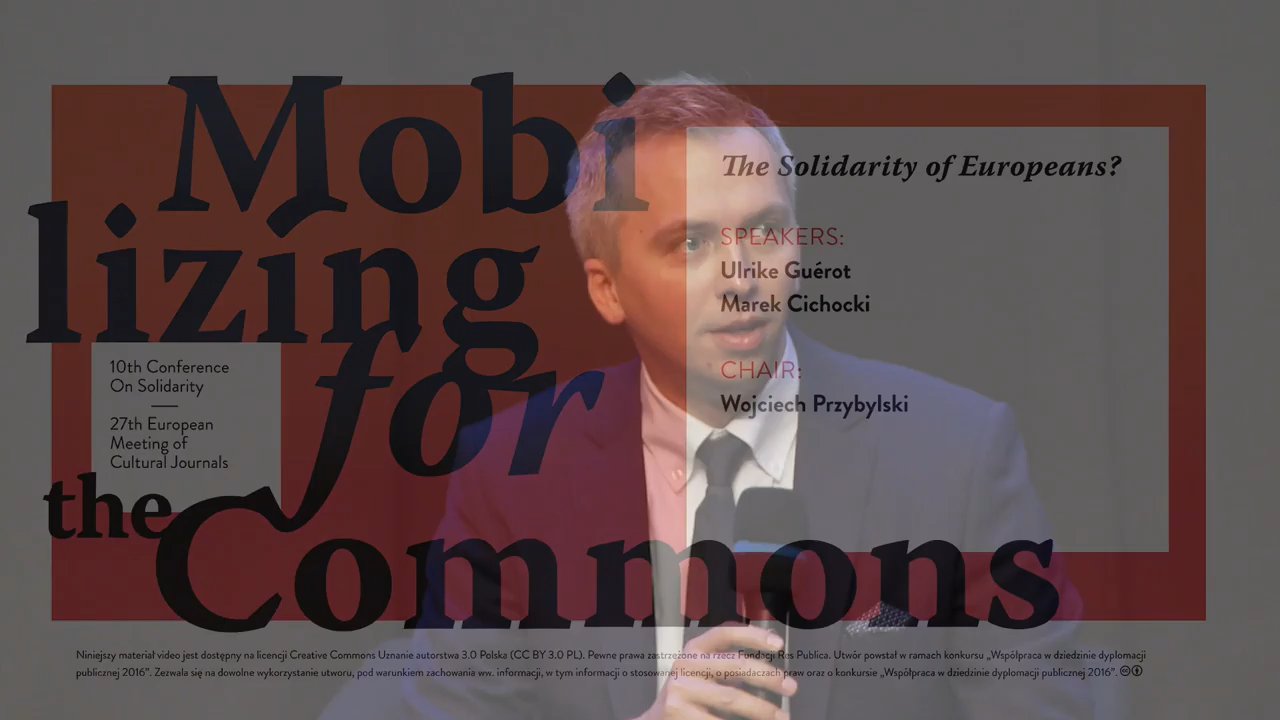 Mobi
lizing
for
the
Commons
10th Conference
On Solidarity
27th European
Meeting of
Cultural Journals
The Solidarity of Europeans?
SPEAKERS:
Ulrike Guérot
Marek Cichocki
CHAIR:
Wojciech Przybylski
Niniejszy materiał video jest dostępny na licencji Creative Commons Uznanie autorstwa 3.0 Polska (CC BY 3.0 PL). Pewne prawa zastrzeżone na rzecz Fundacji Res Publica. Utwór powstał w ramach konkursu „Współpraca w dziedzinie dyplomacji
publicznej 2016”. Zezwala się na dowolne wykorzystanie utworu, pod warunkiem zachowania ww. informacji, w tym informacji o stosowanej licencji, o posiadaczach praw oraz o konkursie „Współpraca w dziedzinie dyplomacji publicznej 2016”.